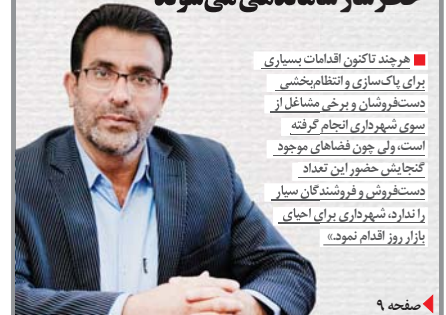 هرچند تاکنون اقدامات بسیاری
برای پاک‌سازی و انتظام‌بخشی
دست‌فروشان و برخی مشاغل از
سوی شهرداری انجام گرفته
است، ولی چون فضاهای موجود
گنجایش حضور این تعداد
دست‌فروش و فروشندگان سیار
را ندارد، شهرداری برای احیای
بازار روز اقدام نمود.»
صفحه ۹